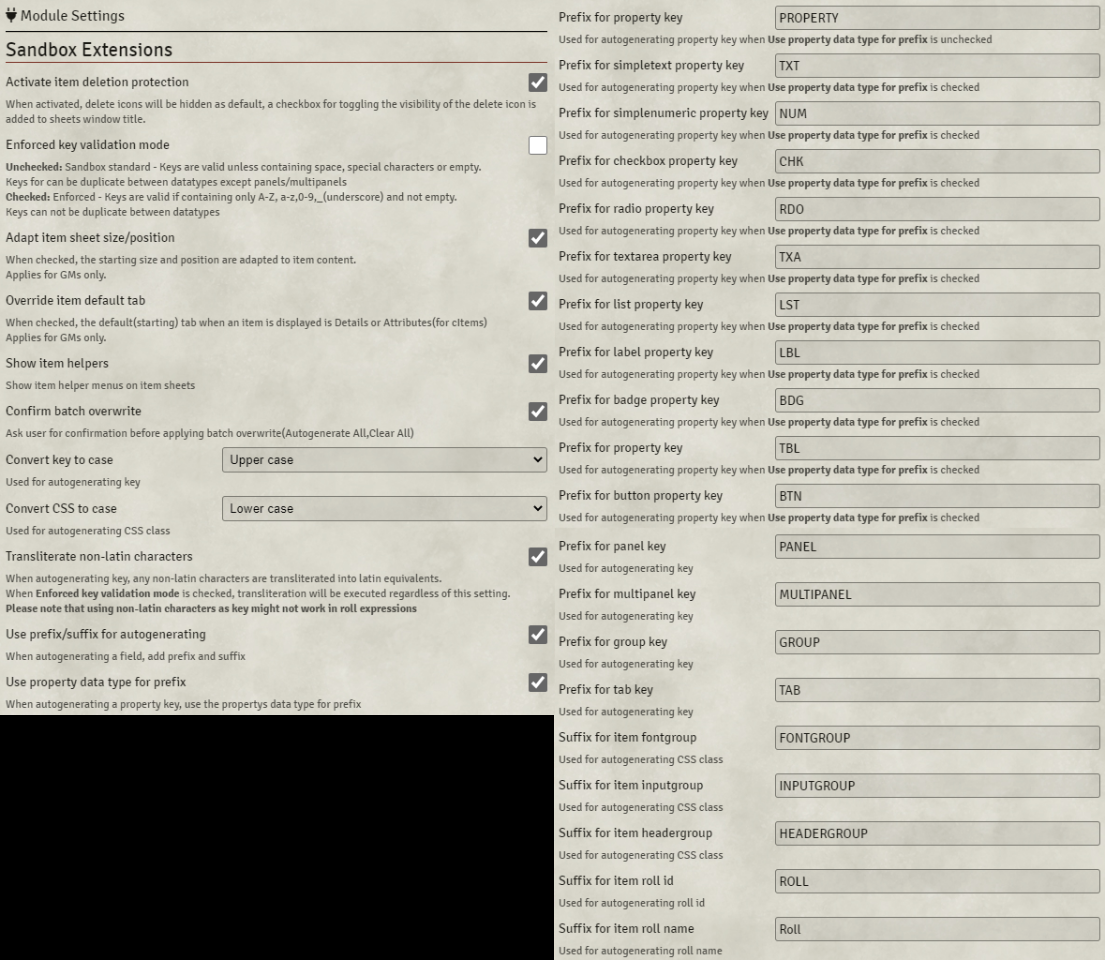 Module Settings
Sandbox Extensions
Activate item deletion protection
When activated, delete icons will be hidden as default, a checkbox for toggling the visibility of the delete icon is
added to sheets window title.
Enforced key validation mode
Unchecked: Sandbox standard - Keys are valid unless containing space, special characters or empty.
Keys for can be duplicate between datatypes except panels/multipanels
Checked: Enforced - Keys are valid if containing only A-Z, a-z,0-9,_(underscore) and not empty.
Keys can not be duplicate between datatypes
Adapt item sheet size/position
When checked, the starting size and position are adapted to item content.
Applies for GMs only.
Override item default tab
When checked, the default(starting) tab when an item is displayed is Details or Attributes(for cItems)
Applies for GMs only.
Show item helpers
Show item helper menus on item sheets
Confirm batch overwrite
Ask user for confirmation before applying batch overwrite(Autogenerate All,Clear All)
Convert key to case Upper case
Used for autogenerating key
Convert CSS to case Lower case
Used for autogenerating CSS class
Transliterate non-latin characters
When autogenerating key, any non-latin characters are transliterated into latin equivalents.
When Enforced key validation mode is checked, transliteration will be executed regardless of this setting.
Please note that using non-latin characters as key might not work in roll expressions
Use prefix/suffix for autogenerating
When autogenerating a field, add prefix and suffix
Use property data type for prefix
When autogenerating a property key, use the propertys data type for prefix
Prefix for property key PROPERTY
Used for autogenerating property key when Use property data type for prefix is unchecked
Prefix for simpletext property key TXT
Used for autogenerating property key when Use property data type for prefix is checked
Prefix for simplenumeric property key NUM
Used for autogenerating property key when Use property data type for prefix is checked
Prefix for checkbox property key CHK
Used for autogenerating property key when Use property data type for prefix is checked
Prefix for radio property key RDO
Used for autogenerating property key when Use property data type for prefix is checked
Prefix for textarea property key TXA
Used for autogenerating property key when Use property data type for prefix is checked
Prefix for list property key LST
Used for autogenerating property key when Use property data type for prefix is checked
Prefix for label property key LBL
Used for autogenerating property key when Use property data type for prefix is checked
Prefix for badge property key BDG
Used for autogenerating property key when Use property data type for prefix is checked
Prefix for property key TBL
Used for autogenerating property key when Use property data type for prefix is checked
Prefix for button property key BTN
Used for autogenerating property key when Use property data type for prefix is checked
Prefix for panel key PANEL
Used for autogenerating key
Prefix for multipanel key MULTIPANEL
Used for autogenerating key
Prefix for group key GROUP
Used for autogenerating key
Prefix for tab key TAB
Used for autogenerating key
Suffix for item fontgroup FONTGROUP
Used for autogenerating CSS class
Suffix for item inputgroup INPUTGROUP
Used for autogenerating CSS class
Suffix for item headergroup HEADERGROUP
Used for autogenerating CSS class
Suffix for item roll id ROLL
Used for autogenerating roll id
Suffix for item roll name Roll
Used for autogenerating roll name